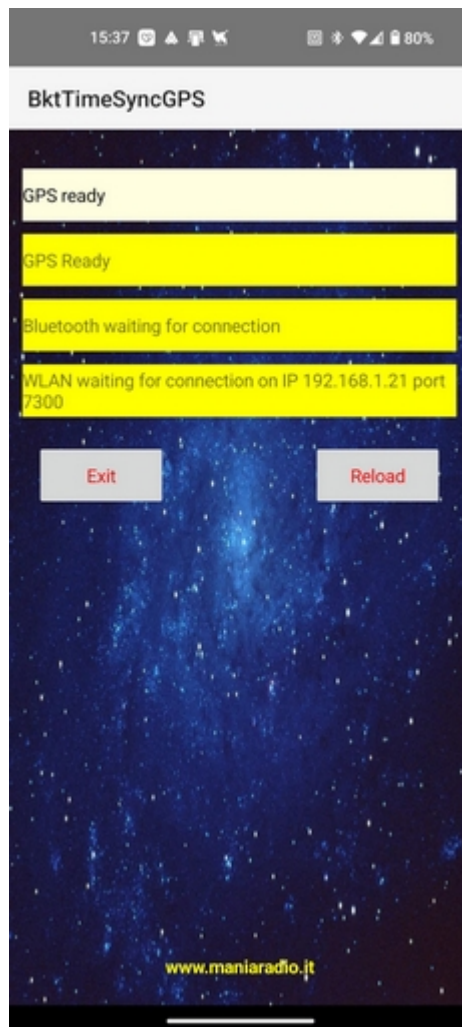 15:37
80%
BktTimeSyncGPS
GPS ready
GPS Ready
Bluetooth waiting for connection
WLAN waiting for connection on IP 192.168.1.21 port
7300
Exit
Reload
www.maniaradio.it